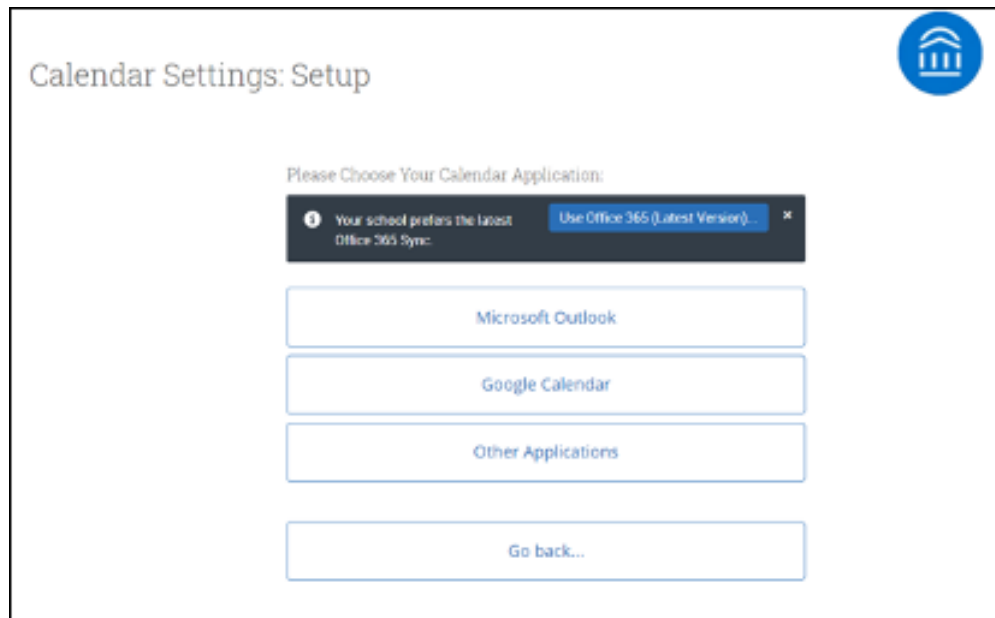 Calendar Settings: Setup
Please Choose Your Calendar Application:
Your school prefers the latest
Office 365 Sync.
Use Office 365 (Latest Version)...
×
Microsoft Outlook
Google Calendar
Other Applications
Go back...